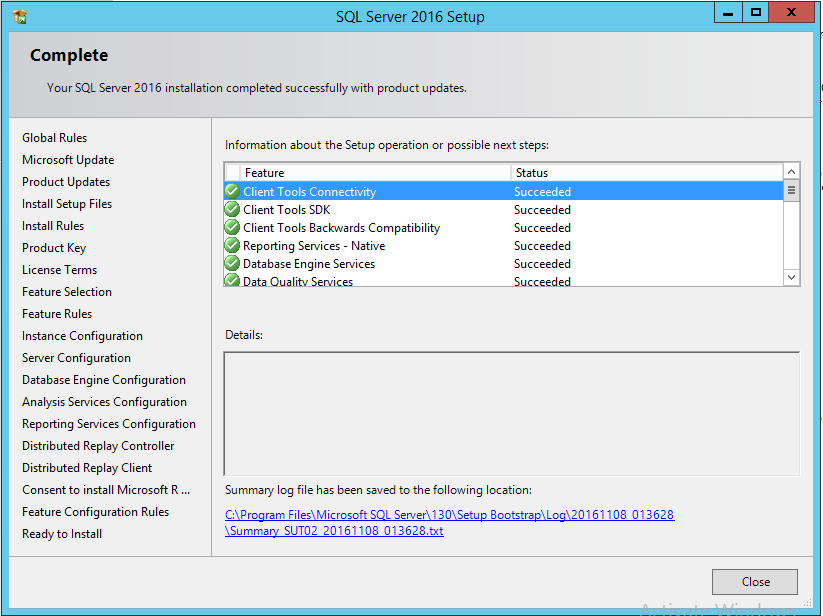 SQL Server 2016 Setup
Complete
Your SQL Server 2016 installation completed successfully with product updates.
Global Rules
Microsoft Update
Product Updates
Install Setup Files
Install Rules
Product Key
License Terms
Feature Selection
Feature Rules
Instance Configuration
Server Configuration
Database Engine Configuration
Analysis Services Configuration
Reporting Services Configuration
Distributed Replay Controller
Distributed Replay Client
Consent to install Microsoft R ...
Feature Configuration Rules
Ready to Install
Information about the Setup operation or possible next steps:
Feature Status
Client Tools Connectivity Succeeded
Client Tools SDK Succeeded
Client Tools Backwards Compatibility Succeeded
Reporting Services - Native Succeeded
Database Engine Services Succeeded
Data Quality Services Succeeded
Details:
Summary log file has been saved to the following location:
C:\Program Files\Microsoft SQL Server\130\Setup Bootstrap\Log\20161108_013628
\Summary_SUT02_20161108_013628.txt
Close
Activate Windows